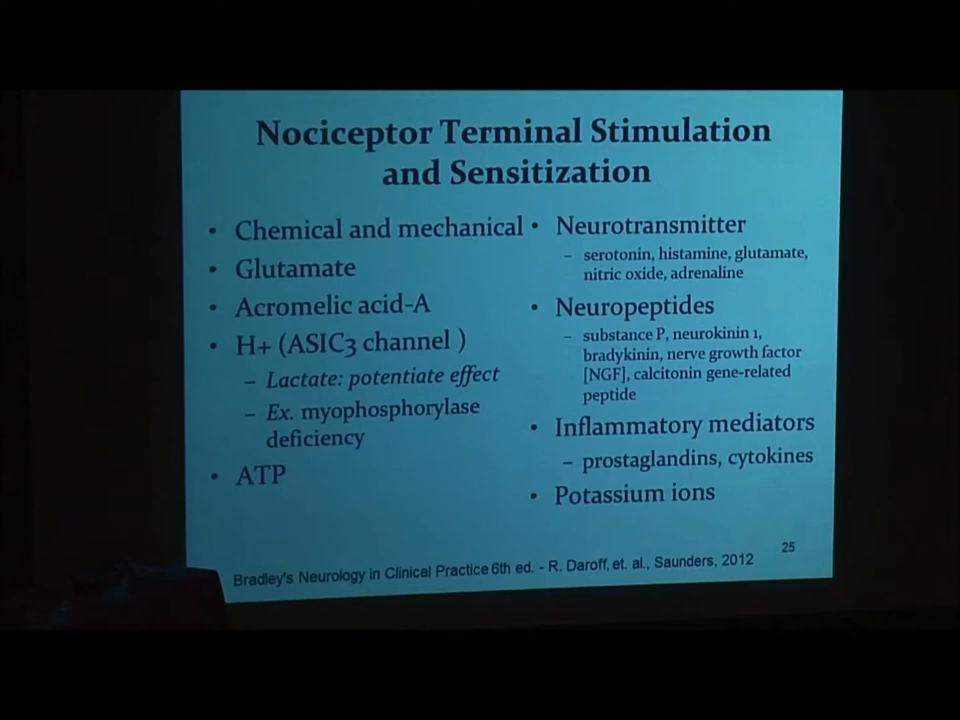 Nociceptor Terminal Stimulation
and Sensitization
• Chemical and mechanical
• Glutamate
• Acromelic acid-A
• H+ (ASIC3 channel )
– Lactate: potentiate effect
– Ex. myophosphorylase
deficiency
• ATP
• Neurotransmitter
– serotonin, histamine, glutamate,
nitric oxide, adrenaline
• Neuropeptides
– substance P, neurokinin 1,
bradykinin, nerve growth factor
[NGF], calcitonin gene-related
peptide
• Inflammatory mediators
– prostaglandins, cytokines
• Potassium ions
25
Bradley's Neurology in Clinical Practice 6th ed. - R. Daroff, et. al., Saunders, 2012